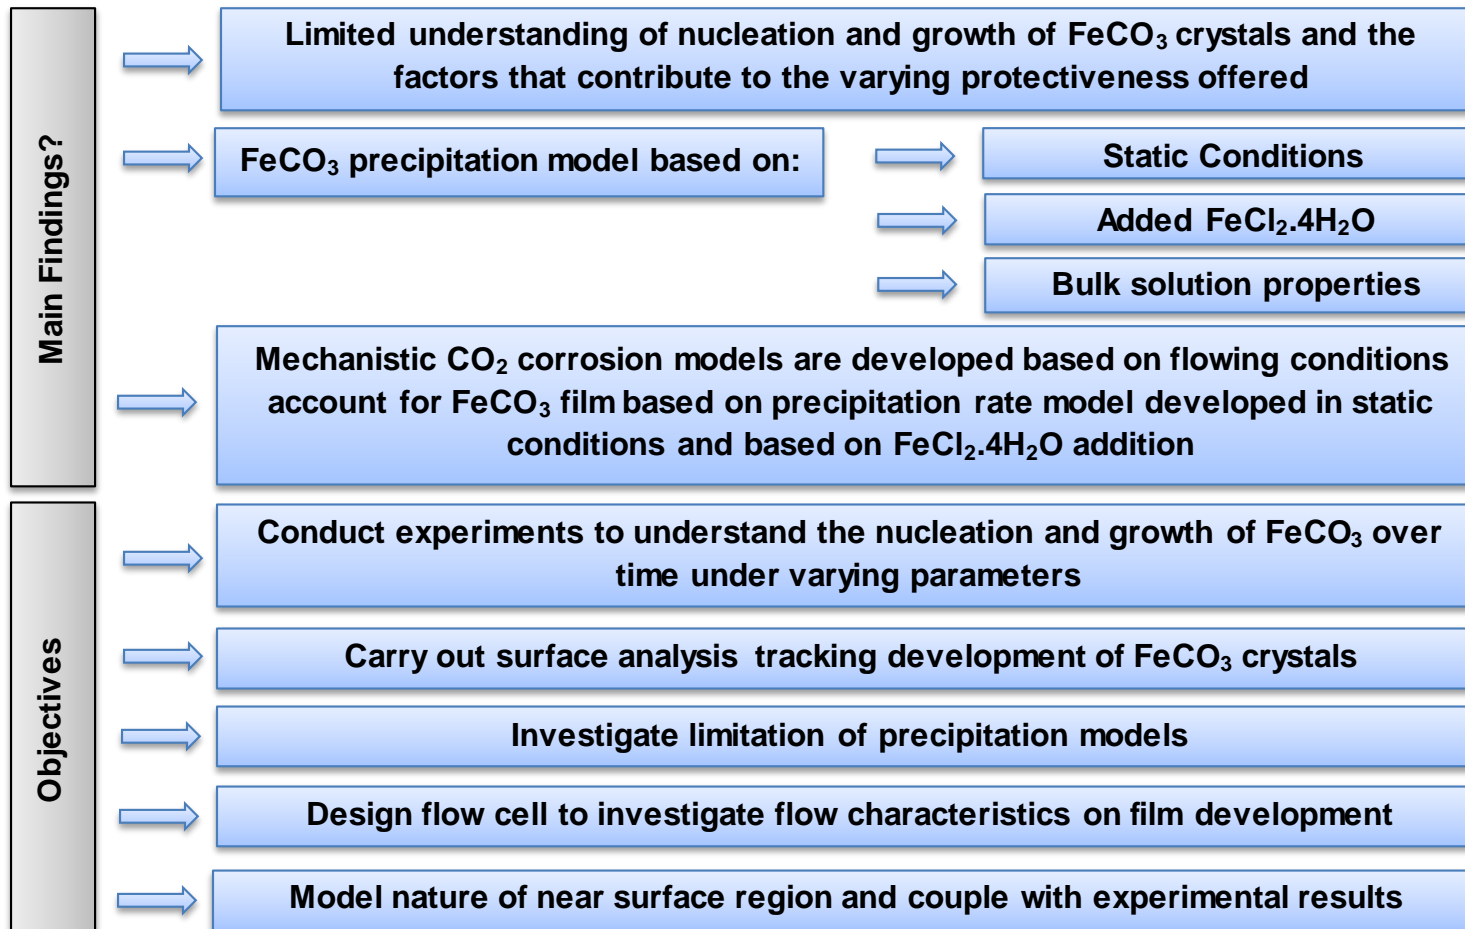 Main Findings?
Limited understanding of nucleation and growth of FeCO₃ crystals and the
factors that contribute to the varying protectiveness offered
FeCO₃ precipitation model based on:
Static Conditions
Added FeCl₂.4H₂O
Bulk solution properties
Mechanistic CO₂ corrosion models are developed based on flowing conditions
account for FeCO₃ film based on precipitation rate model developed in static
conditions and based on FeCl₂.4H₂O addition
Objectives
Conduct experiments to understand the nucleation and growth of FeCO₃ over
time under varying parameters
Carry out surface analysis tracking development of FeCO₃ crystals
Investigate limitation of precipitation models
Design flow cell to investigate flow characteristics on film development
Model nature of near surface region and couple with experimental results